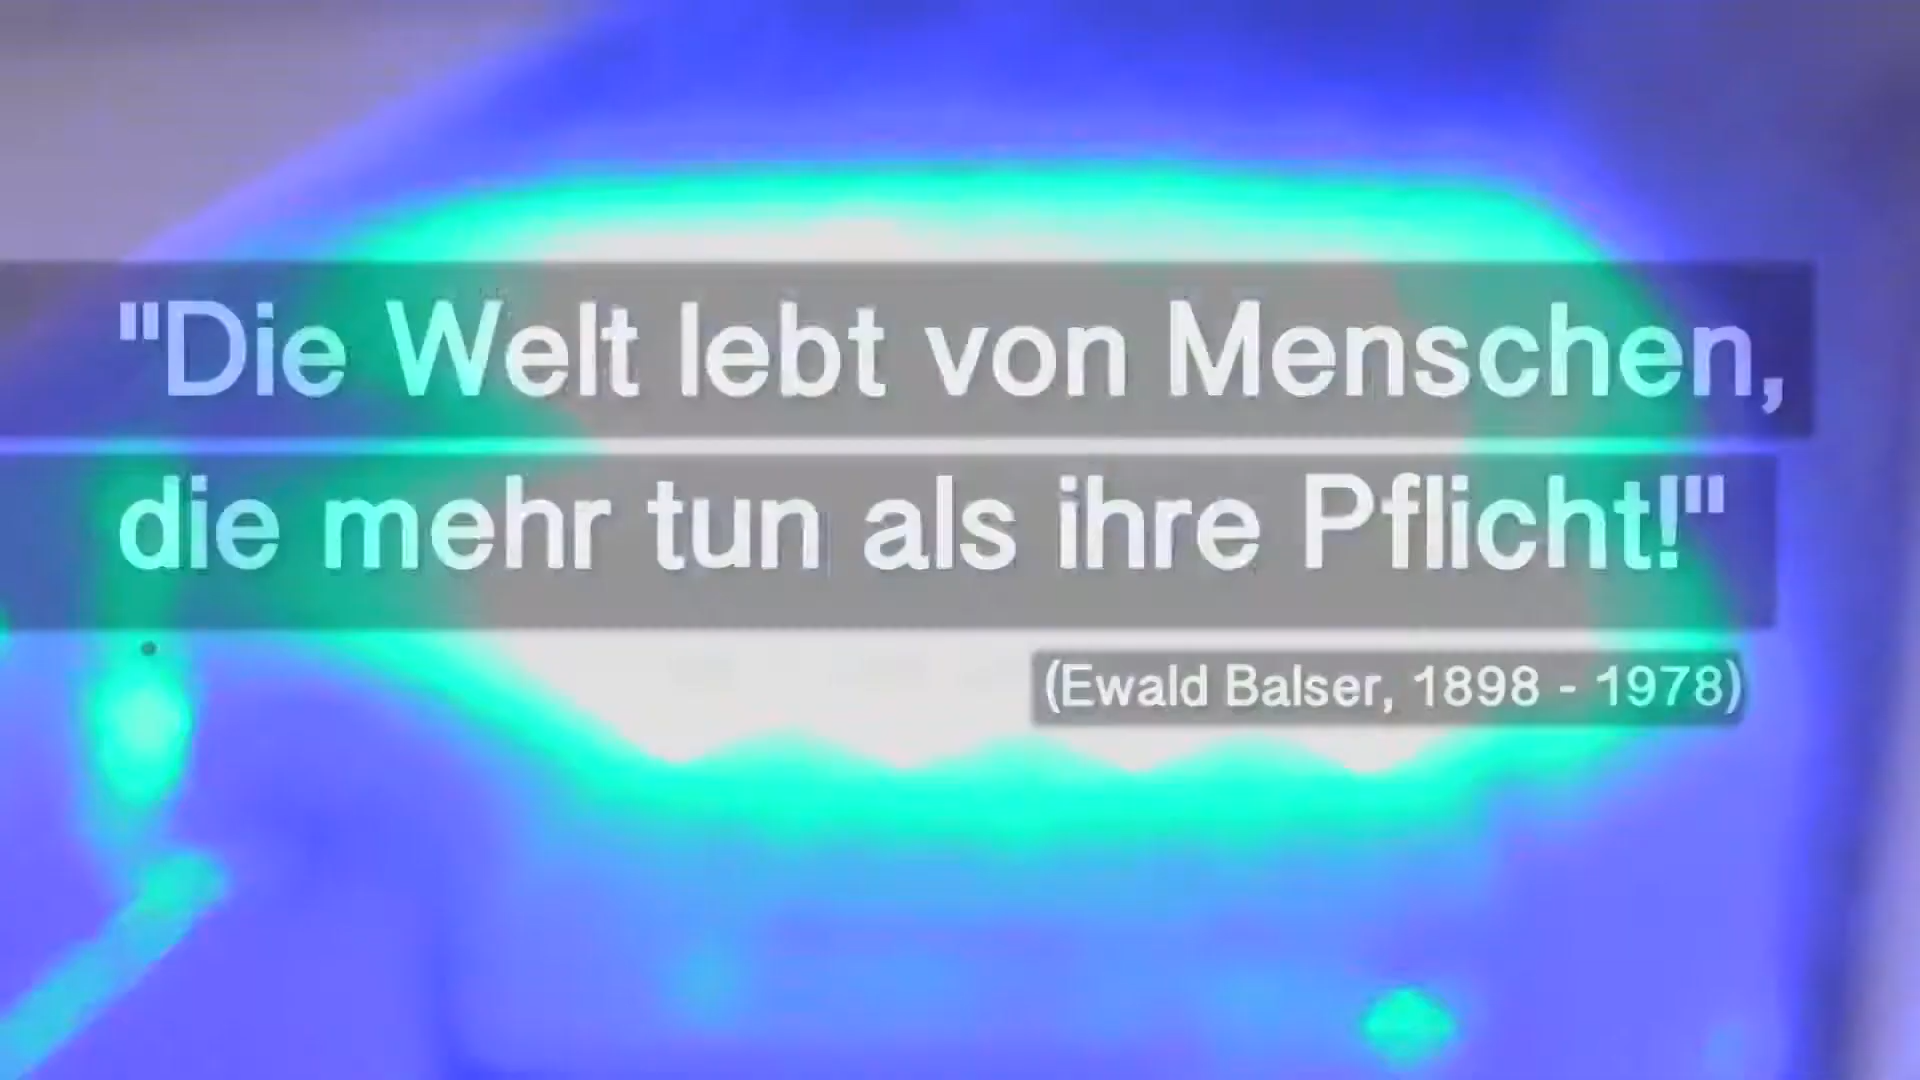 "Die Welt lebt von Menschen,
die mehr tun als ihre Pflicht!"
(Ewald Balser, 1898 - 1978)